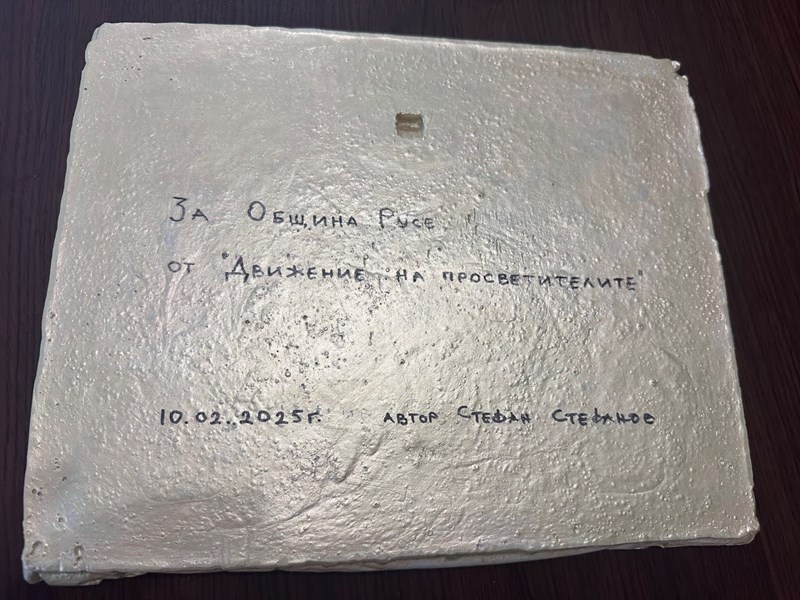 За Община Русе
от "Движение на просветителите"
10.02.2025г. автор Стефан Стефанов